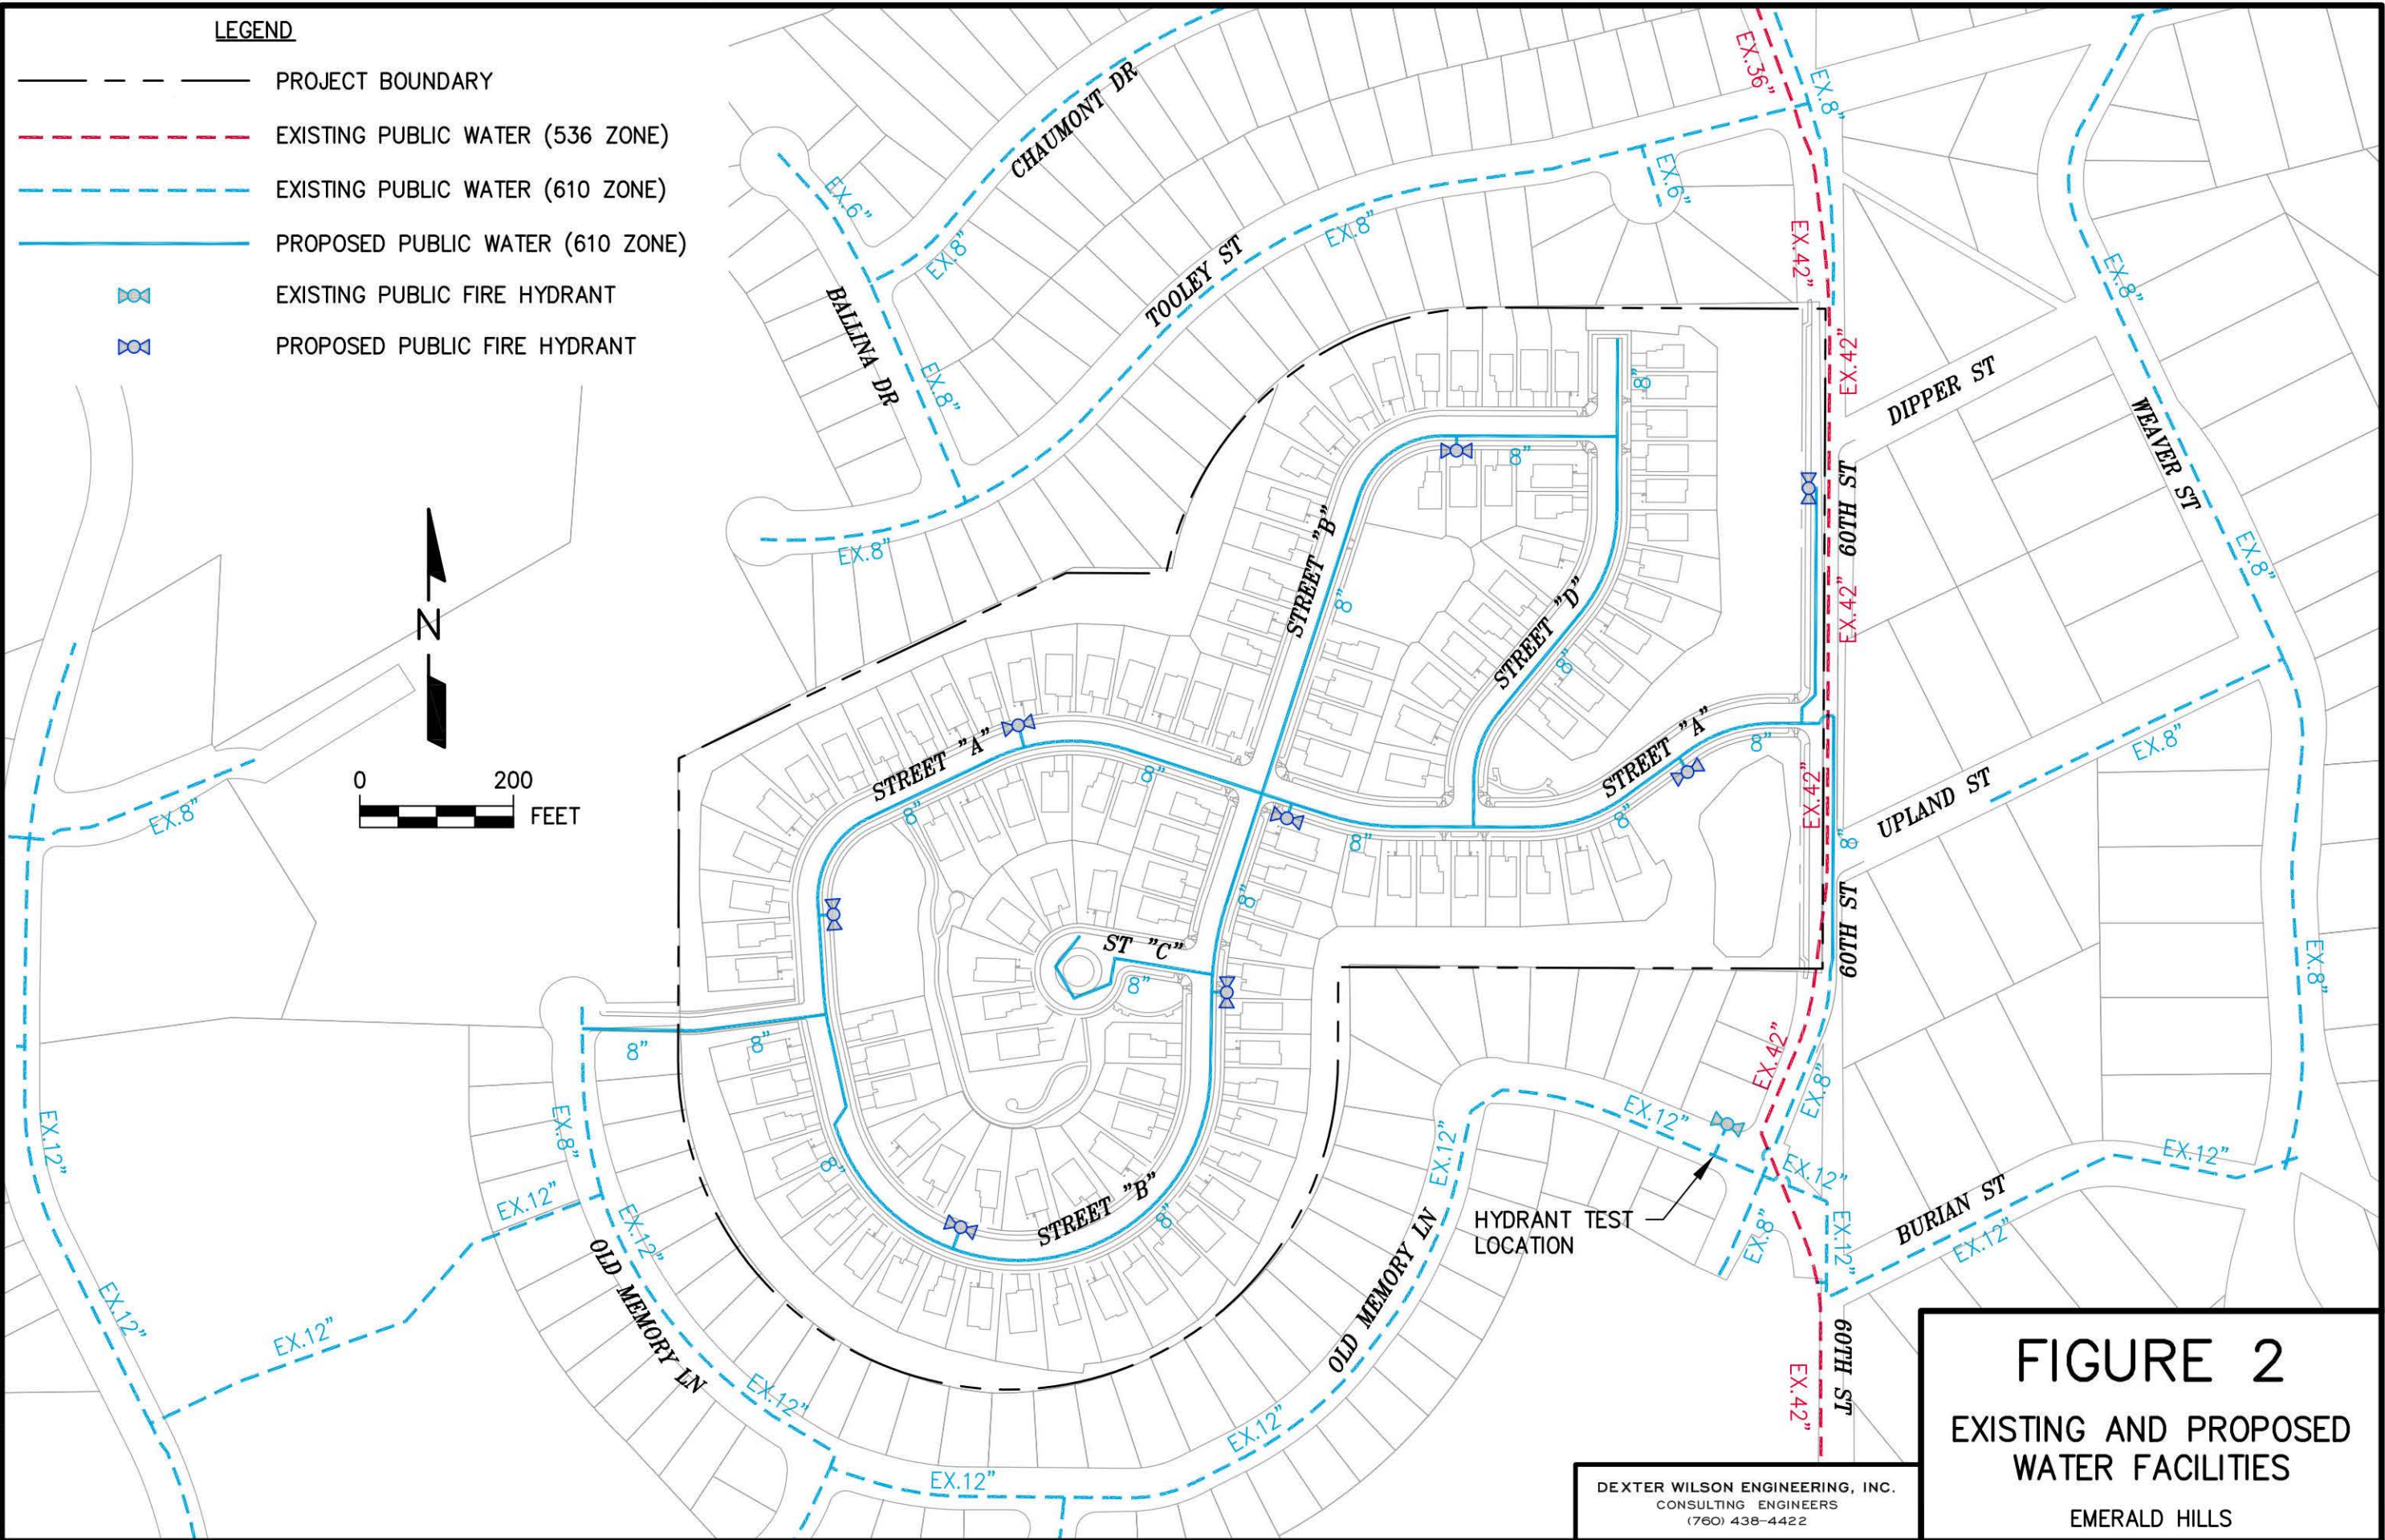 LEGEND
PROJECT BOUNDARY
EXISTING PUBLIC WATER (536 ZONE)
EXISTING PUBLIC WATER (610 ZONE)
PROPOSED PUBLIC WATER (610 ZONE)
EXISTING PUBLIC FIRE HYDRANT
PROPOSED PUBLIC FIRE HYDRANT
CHAUMONT DR
EX.36"
EX.8"
EX.6"
EX.8"
EX.6"
EX.8"
TOOLEY ST
EX.42"
EX.8"
BALLINA DR
EX.8"
EX.42"
8"
DIPPER ST
WEAVER ST
8"
60TH ST
EX.8"
EX.8"
STREET "B"
8"
STREET "D"
8"
EX.42"
N
0 200
FEET
EX.8"
STREET "A"
8"
8"
STREET "A"
8"
8"
8"
EX.42"
8"
UPLAND ST
EX.8"
8"
ST "C"
8"
60TH ST
EX.8"
8"
8"
EX.42"
EX.8"
EX.12"
EX.8"
EX.12"
EX.12"
EX.12"
8"
STREET "B"
8"
EX.12"
EX.12"
EX.12"
EX.8"
EX.12"
HYDRANT TEST
LOCATION
BURIAN ST
EX.12"
OLD MEMORY LN
OLD MEMORY LN
EX.12"
EX.12"
EX.12"
EX.12"
EX.12"
EX.42"
60TH ST
DEXTER WILSON ENGINEERING, INC.
CONSULTING ENGINEERS
(760) 438-4422
FIGURE 2
EXISTING AND PROPOSED
WATER FACILITIES
EMERALD HILLS